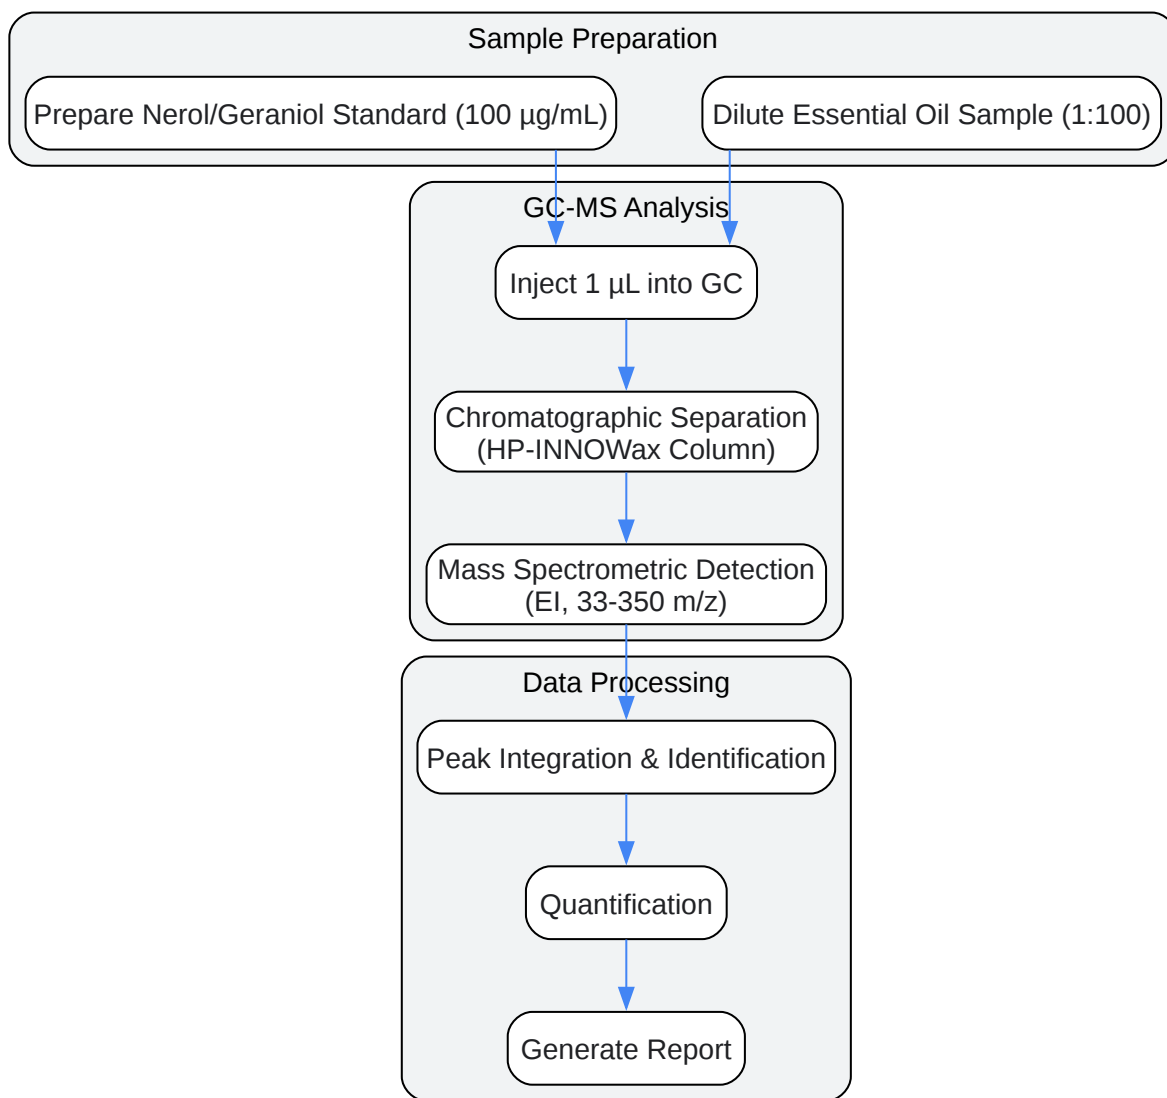 Sample Preparation
Prepare Nerol/Geraniol Standard (100 µg/mL)
Dilute Essential Oil Sample (1:100)
GC-MS Analysis
Inject 1 µL into GC
Chromatographic Separation
(HP-INNOWax Column)
Mass Spectrometric Detection
(EI, 33-350 m/z)
Data Processing
Peak Integration & Identification
Quantification
Generate Report